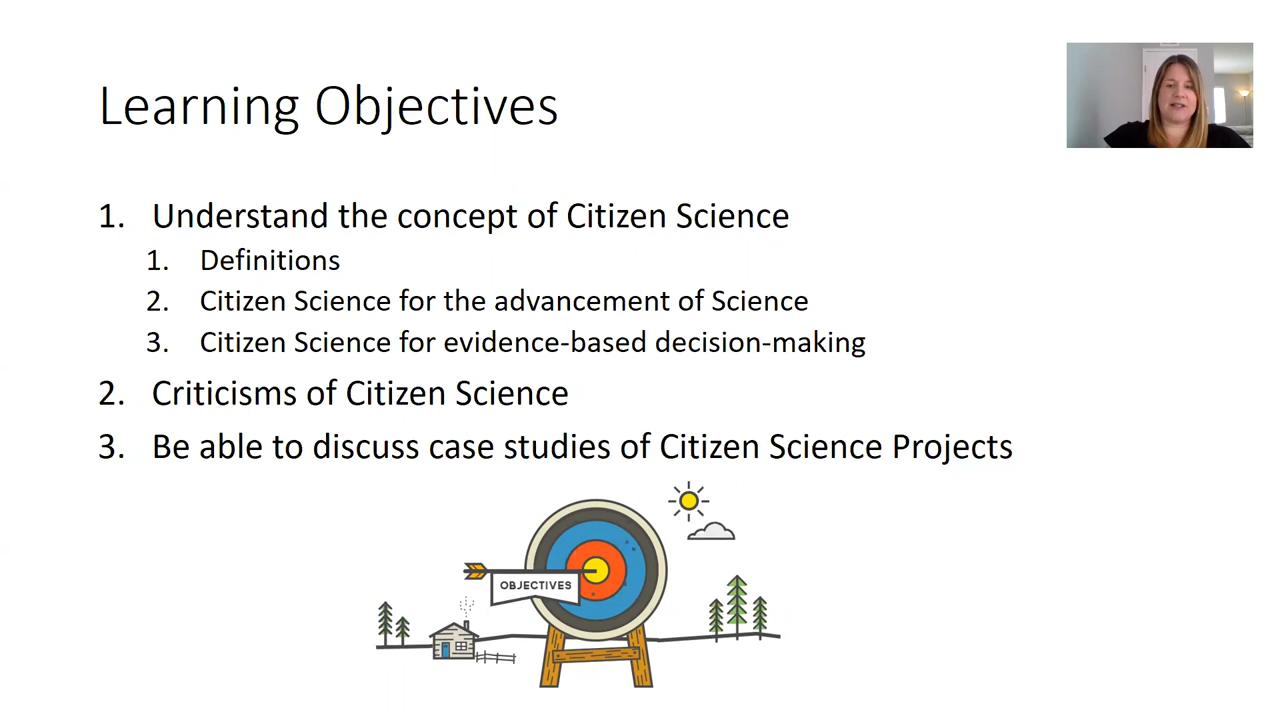 Learning Objectives
1. Understand the concept of Citizen Science
1. Definitions
2. Citizen Science for the advancement of Science
3. Citizen Science for evidence-based decision-making
2. Criticisms of Citizen Science
3. Be able to discuss case studies of Citizen Science Projects
OBJECTIVES